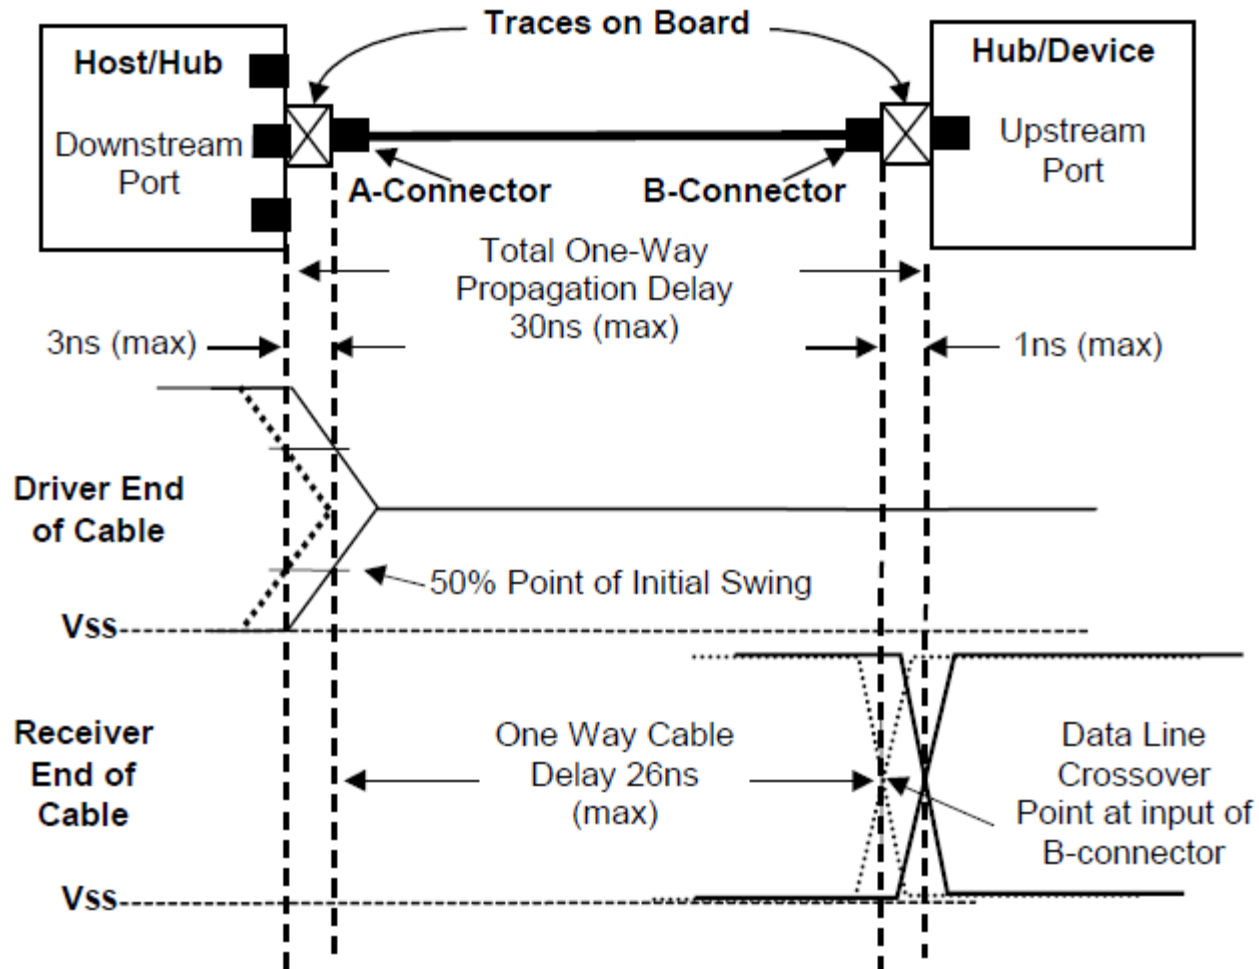 Traces on Board
Host/Hub
Hub/Device
Downstream
Port
Upstream
Port
A-Connector
B-Connector
Total One-Way
Propagation Delay
30ns (max)
3ns (max)
1ns (max)
Driver End
of Cable
50% Point of Initial Swing
Vss
Receiver
End of
Cable
One Way Cable
Delay 26ns
(max)
Data Line
Crossover
Point at input of
B-connector
Vss